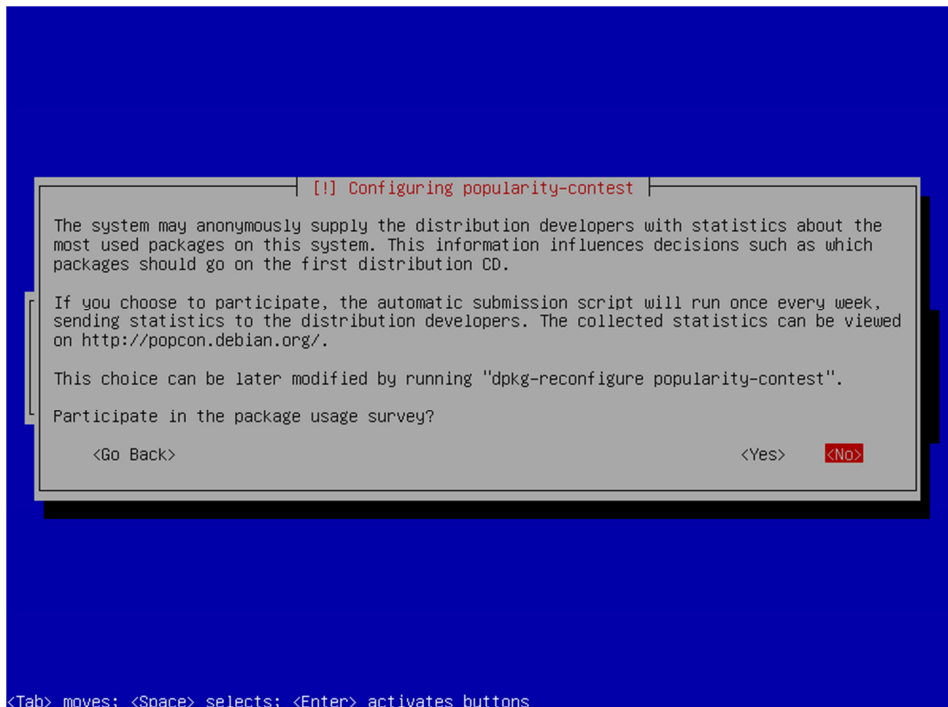 [!] Configuring popularity-contest
The system may anonymously supply the distribution developers with statistics about the
most used packages on this system. This information influences decisions such as which
packages should go on the first distribution CD.
If you choose to participate, the automatic submission script will run once every week,
sending statistics to the distribution developers. The collected statistics can be viewed
on http://popcon.debian.org/.
This choice can be later modified by running "dpkg-reconfigure popularity-contest".
Participate in the package usage survey?
<Go Back> <Yes> <No>
<Tab> moves; <Space> selects; <Enter> activates buttons